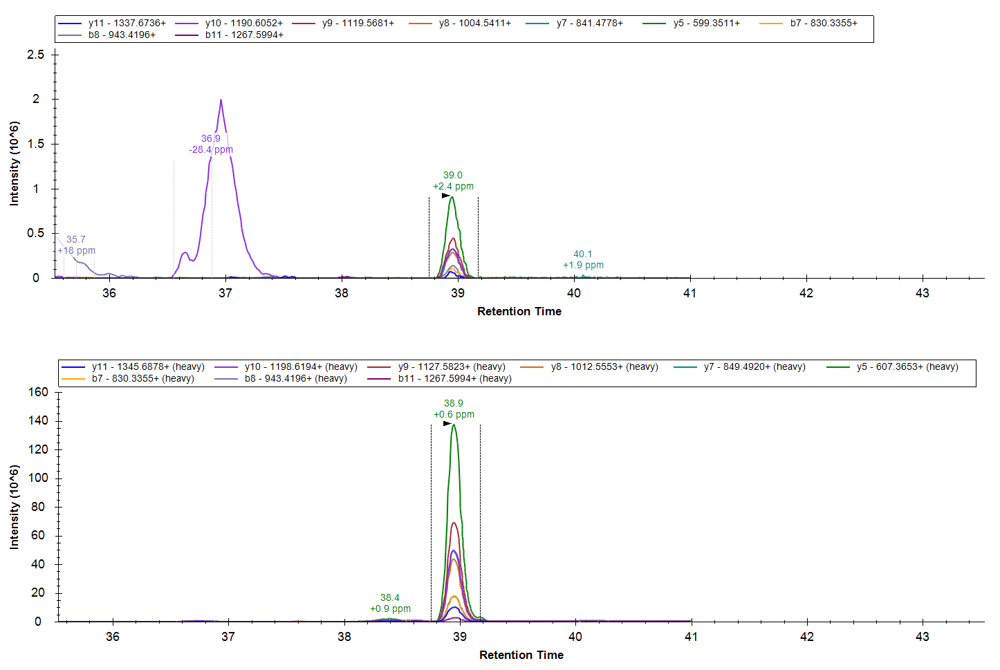 y11 - 1337.6736+ y10 - 1190.6052+ y9 - 1119.5681+ y8 - 1004.5411+ y7 - 841.4778+ y5 - 599.3511+ b7 - 830.3355+
b8 - 943.4196+ b11 - 1267.5994+
2.5
2
1.5
1
0.5
0
Intensity (10^6)
36.9
-28.4 ppm
39.0
+2.4 ppm
35.7
+18 ppm
40.1
+1.9 ppm
36 37 38 39 40 41 42 43
Retention Time
y11 - 1345.6878+ (heavy) y10 - 1198.6194+ (heavy) y9 - 1127.5823+ (heavy) y8 - 1012.5553+ (heavy) y7 - 849.4920+ (heavy) y5 - 607.3653+ (heavy)
b7 - 830.3355+ (heavy) b8 - 943.4196+ (heavy) b11 - 1267.5994+ (heavy)
160
140
120
100
80
60
40
20
0
Intensity (10^6)
38.9
+0.6 ppm
38.4
+0.9 ppm
36 37 38 39 40 41 42 43
Retention Time